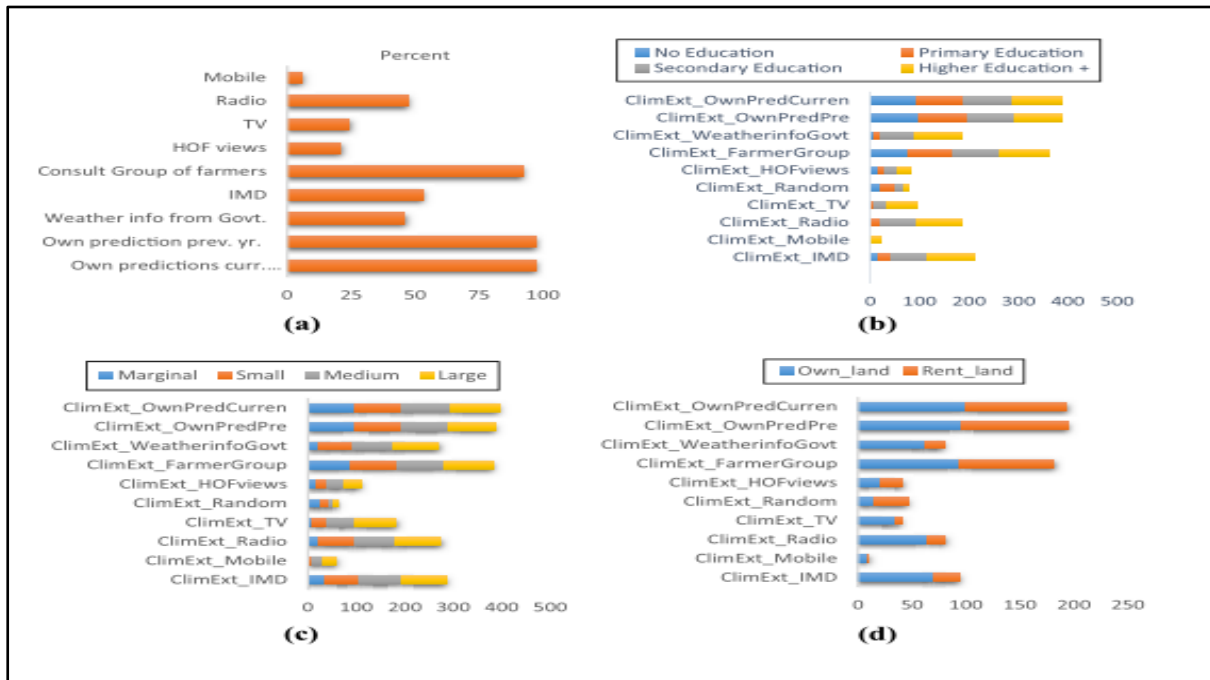 Percent
Mobile
Radio
TV
HOF views
Consult Group of farmers
IMD
Weather info from Govt.
Own prediction prev. yr.
Own predictions curr....
0 25 50 75 100
(a)
No Education Primary Education
Secondary Education Higher Education +
ClimExt_OwnPredCurren
ClimExt_OwnPredPre
ClimExt_WeatherinfoGovt
ClimExt_FarmerGroup
ClimExt_HOFviews
ClimExt_Random
ClimExt_TV
ClimExt_Radio
ClimExt_Mobile
ClimExt_IMD
0 100 200 300 400 500
(b)
Marginal Small Medium Large
ClimExt_OwnPredCurren
ClimExt_OwnPredPre
ClimExt_WeatherinfoGovt
ClimExt_FarmerGroup
ClimExt_HOFviews
ClimExt_Random
ClimExt_TV
ClimExt_Radio
ClimExt_Mobile
ClimExt_IMD
0 100 200 300 400 500
(c)
Own_land Rent_land
ClimExt_OwnPredCurren
ClimExt_OwnPredPre
ClimExt_WeatherinfoGovt
ClimExt_FarmerGroup
ClimExt_HOFviews
ClimExt_Random
ClimExt_TV
ClimExt_Radio
ClimExt_Mobile
ClimExt_IMD
0 50 100 150 200 250
(d)